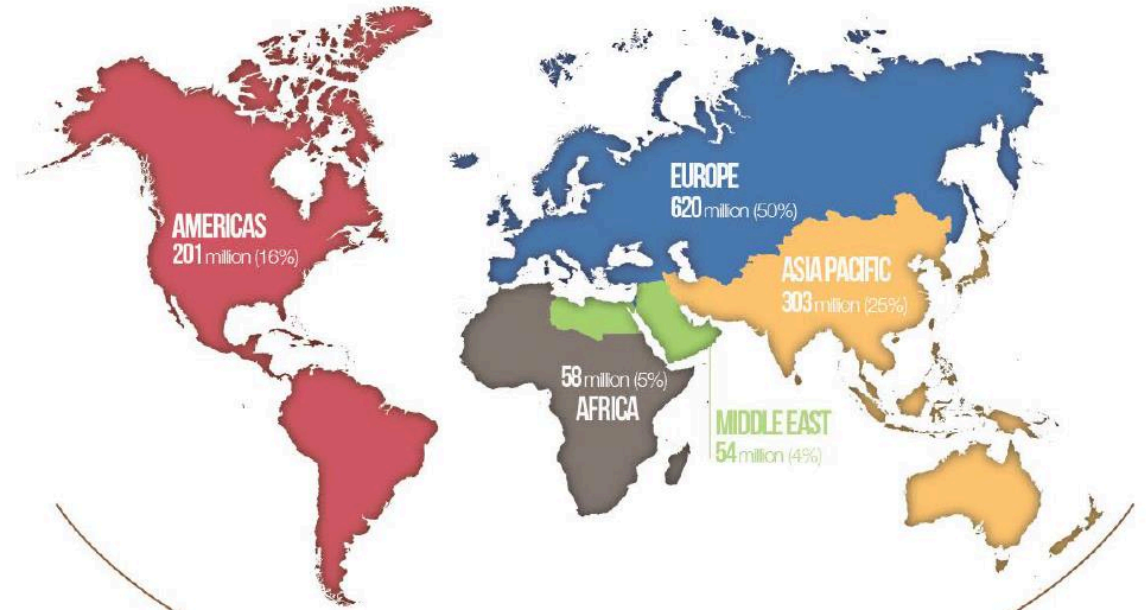 AMERICAS
201 million (16%)
EUROPE
620 million (50%)
ASIA PACIFIC
303 million (25%)
58 million (5%)
AFRICA
MIDDLE EAST
54 million (4%)